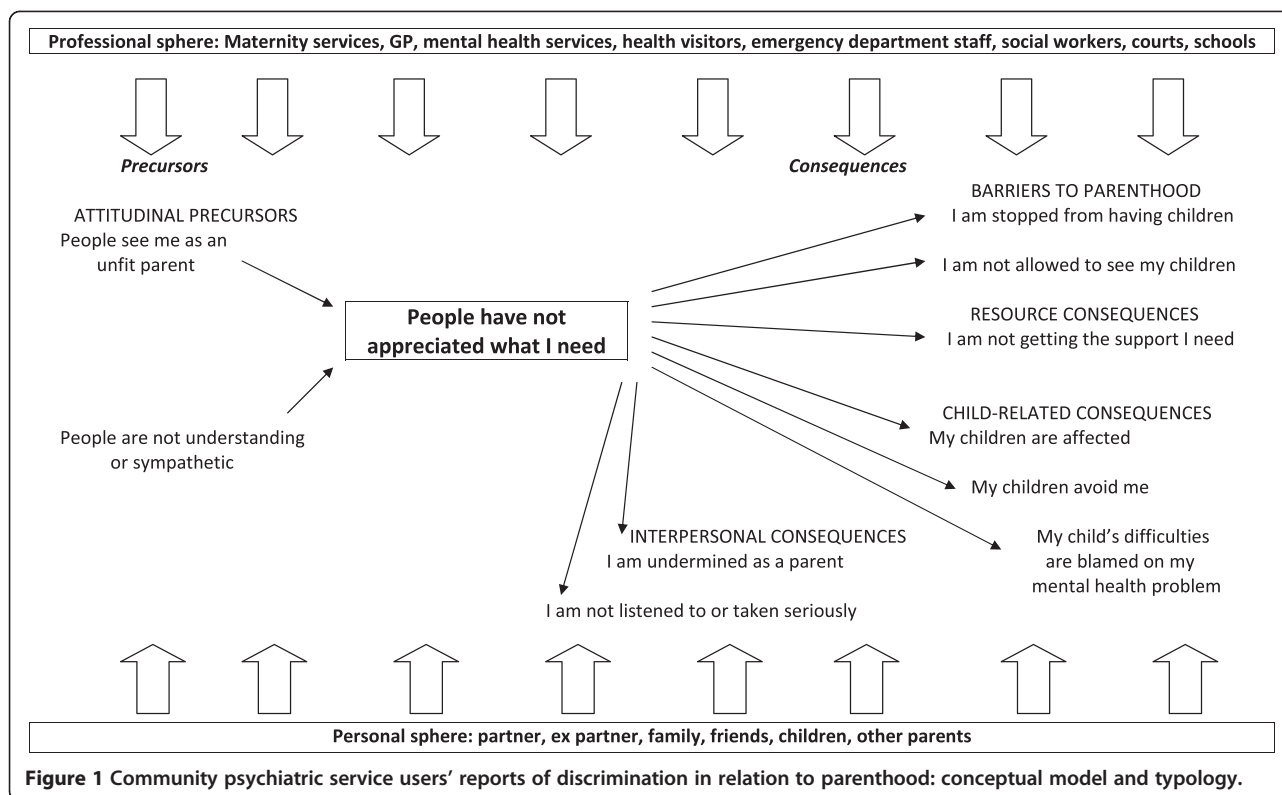 Professional sphere: Maternity services, GP, mental health services, health visitors, emergency department staff, social workers, courts, schools
Precursors
Consequences
ATTITUDINAL PRECURSORS
People see me as an
unfit parent
People are not understanding
or sympathetic
People have not
appreciated what I need
BARRIERS TO PARENTHOOD
I am stopped from having children
I am not allowed to see my children
RESOURCE CONSEQUENCES
I am not getting the support I need
CHILD-RELATED CONSEQUENCES
My children are affected
My children avoid me
My child’s difficulties
are blamed on my
mental health problem
INTERPERSONAL CONSEQUENCES
I am undermined as a parent
I am not listened to or taken seriously
Personal sphere: partner, ex partner, family, friends, children, other parents
Figure 1 Community psychiatric service users’ reports of discrimination in relation to parenthood: conceptual model and typology.